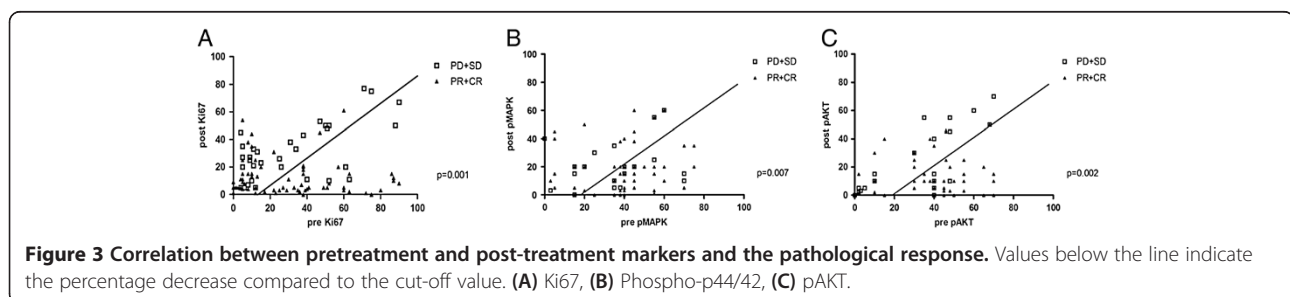 A
100
80
60
40
20
0
post Ki67
0 20 40 60 80 100
pre Ki67
PD+SD
PR+CR
p=0.001
B
100
80
60
40
20
0
post pMAPK
0 20 40 60 80 100
pre pMAPK
PD+SD
PR+CR
p=0.007
C
100
80
60
40
20
0
post pAKT
0 20 40 60 80 100
pre pAKT
PD+SD
PR+CR
p=0.002
Figure 3 Correlation between pretreatment and post-treatment markers and the pathological response. Values below the line indicate
the percentage decrease compared to the cut-off value. (A) Ki67, (B) Phospho-p44/42, (C) pAKT.